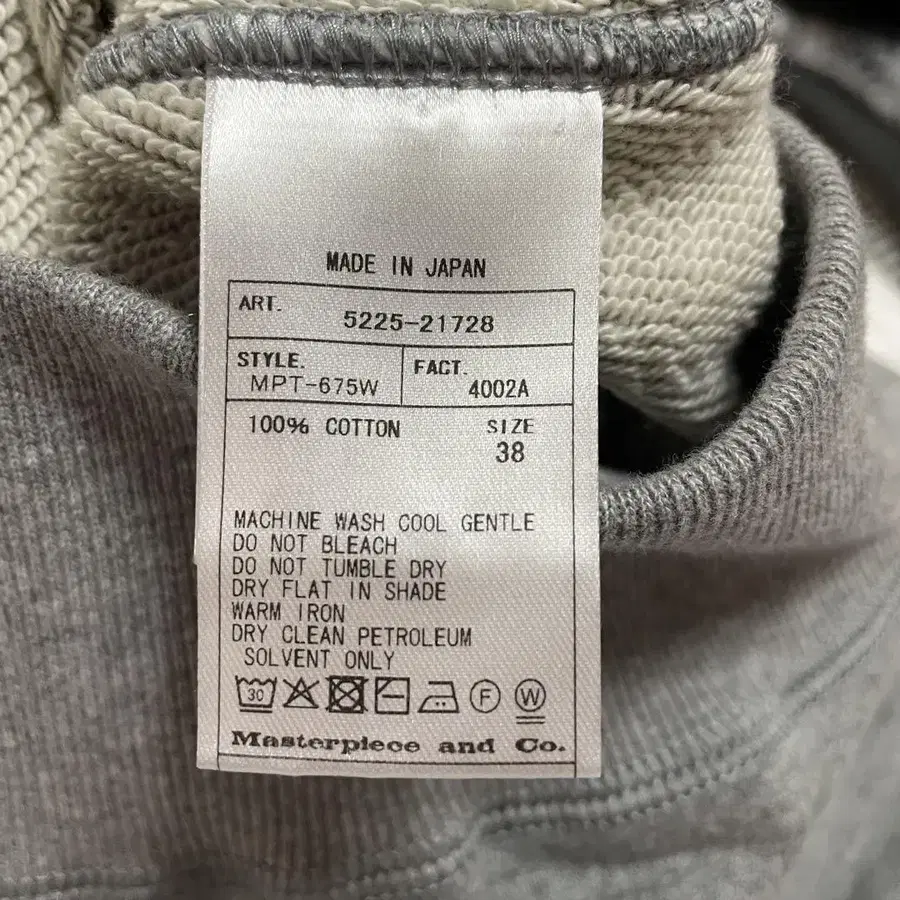 MADE IN JAPAN
ART.
5225-21728
STYLE.
MPT-675W
FACT.
4002A
100% COTTON
SIZE
38
MACHINE WASH COOL GENTLE
DO NOT BLEACH
DO NOT TUMBLE DRY
DRY FLAT IN SHADE
WARM IRON
DRY CLEAN PETROLEUM
SOLVENT ONLY
30 F W
Masterpiece and Co.